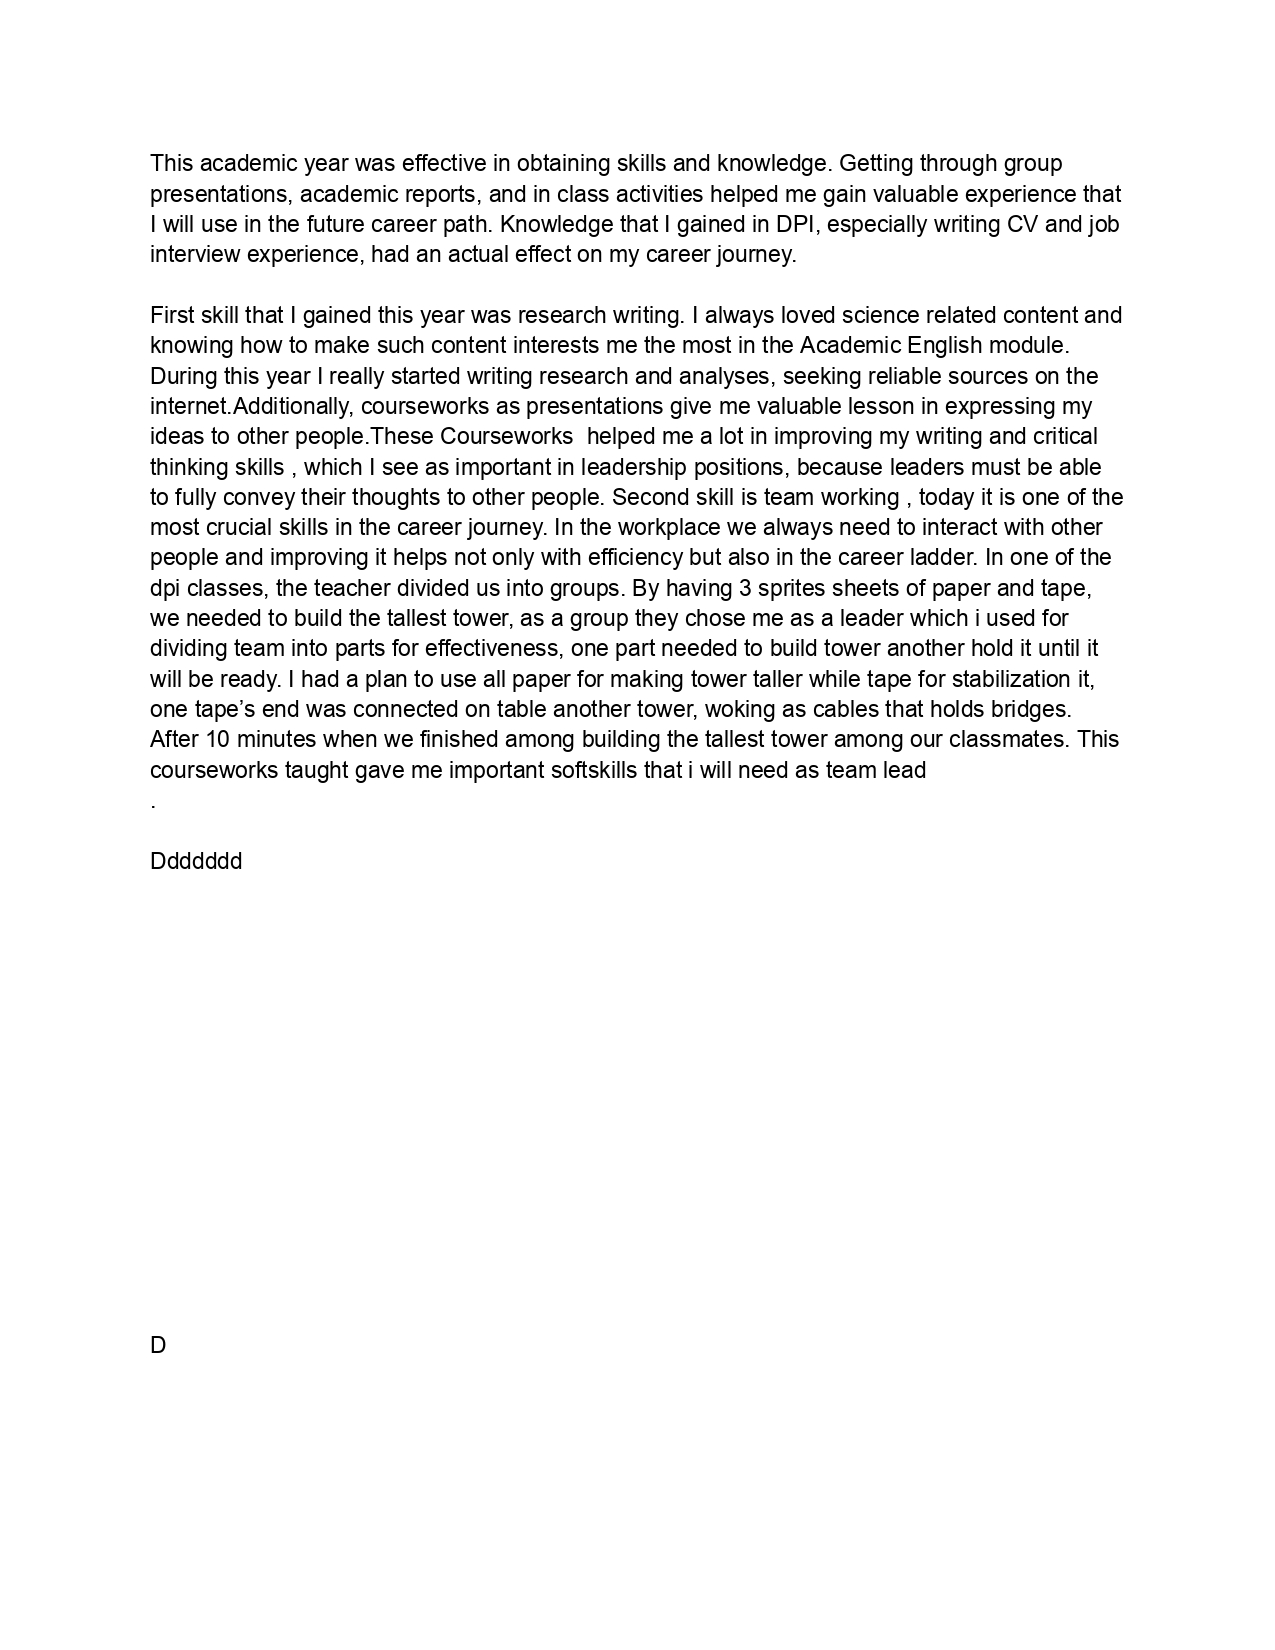 This academic year was effective in obtaining skills and knowledge. Getting through group
presentations, academic reports, and in class activities helped me gain valuable experience that
I will use in the future career path. Knowledge that I gained in DPI, especially writing CV and job
interview experience, had an actual effect on my career journey.
First skill that I gained this year was research writing. I always loved science related content and
knowing how to make such content interests me the most in the Academic English module.
During this year I really started writing research and analyses, seeking reliable sources on the
internet.Additionally, courseworks as presentations give me valuable lesson in expressing my
ideas to other people.These Courseworks  helped me a lot in improving my writing and critical
thinking skills , which I see as important in leadership positions, because leaders must be able
to fully convey their thoughts to other people. Second skill is team working , today it is one of the
most crucial skills in the career journey. In the workplace we always need to interact with other
people and improving it helps not only with efficiency but also in the career ladder. In one of the
dpi classes, the teacher divided us into groups. By having 3 sprites sheets of paper and tape,
we needed to build the tallest tower, as a group they chose me as a leader which i used for
dividing team into parts for effectiveness, one part needed to build tower another hold it until it
will be ready. I had a plan to use all paper for making tower taller while tape for stabilization it,
one tape’s end was connected on table another tower, woking as cables that holds bridges.
After 10 minutes when we finished among building the tallest tower among our classmates. This
courseworks taught gave me important softskills that i will need as team lead
.
Ddddddd
D